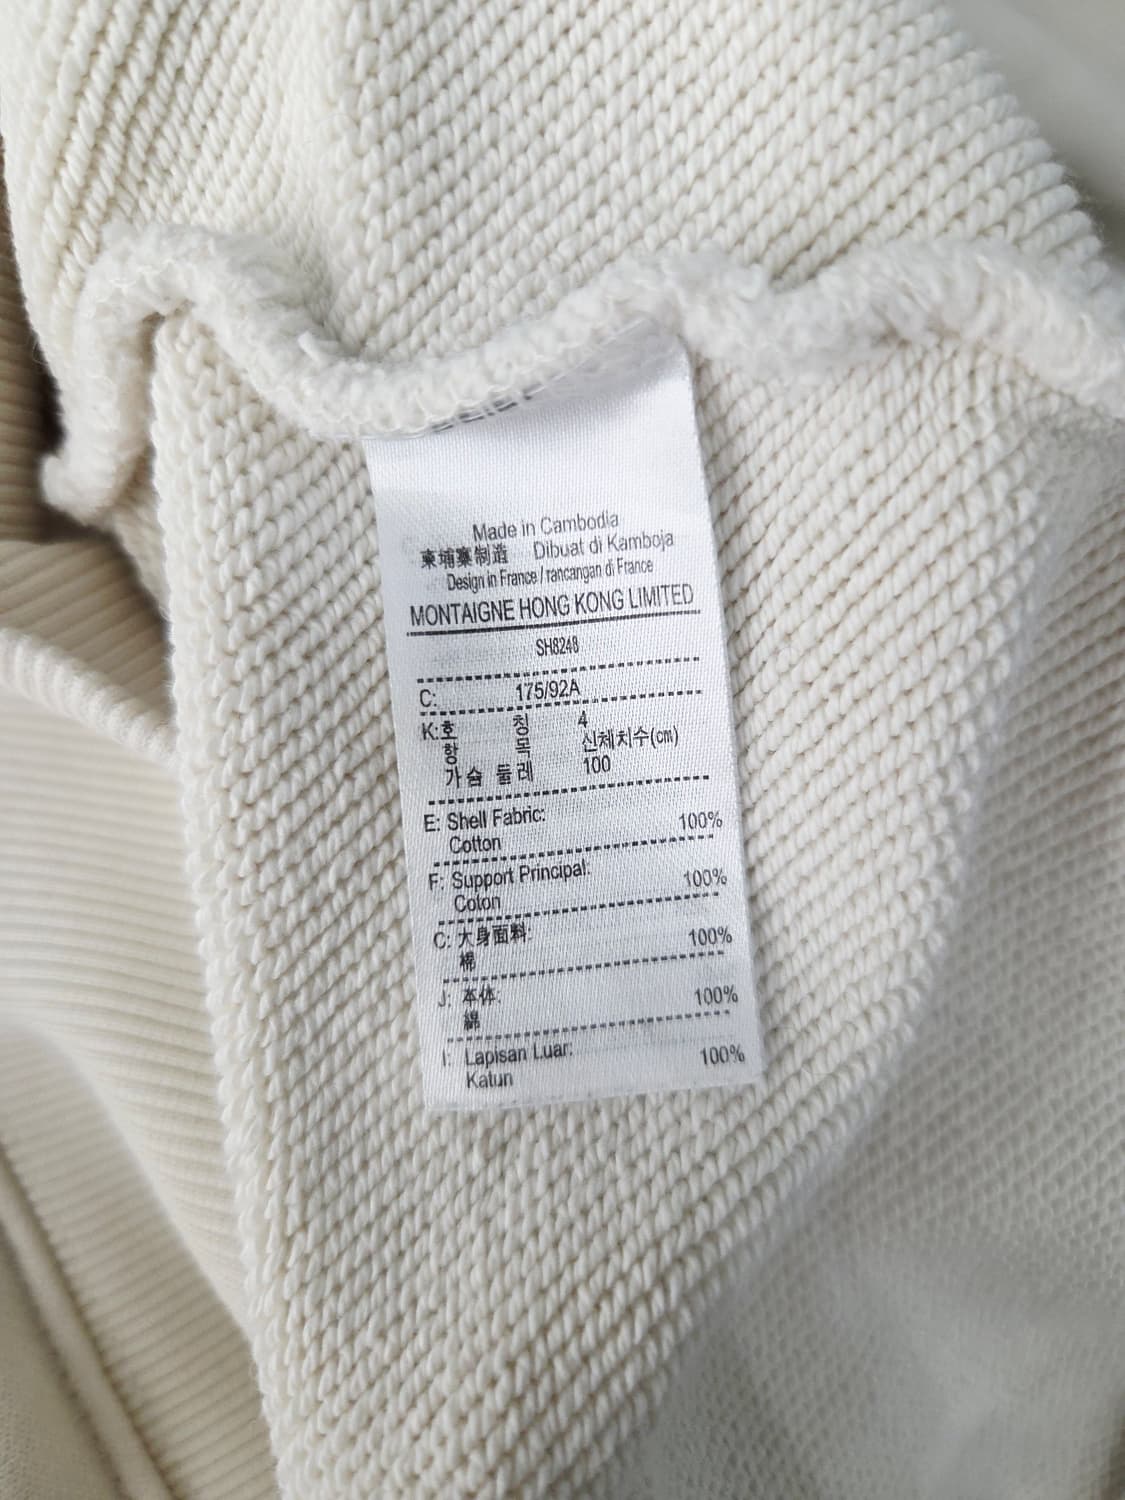 Made in Cambodia
柬埔寨制造 Dibuat di Kamboja
Design in France / rancangan di France
MONTAIGNE HONG KONG LIMITED
SH8248
C: 175/92A
K: 호 칭 4
항 목 신체치수(cm)
가슴 둘레 100
E: Shell Fabric:
Cotton 100%
F: Support Principal:
Coton 100%
C: 大身面料:
棉 100%
J: 本体:
綿 100%
I: Lapisan Luar:
Katun 100%